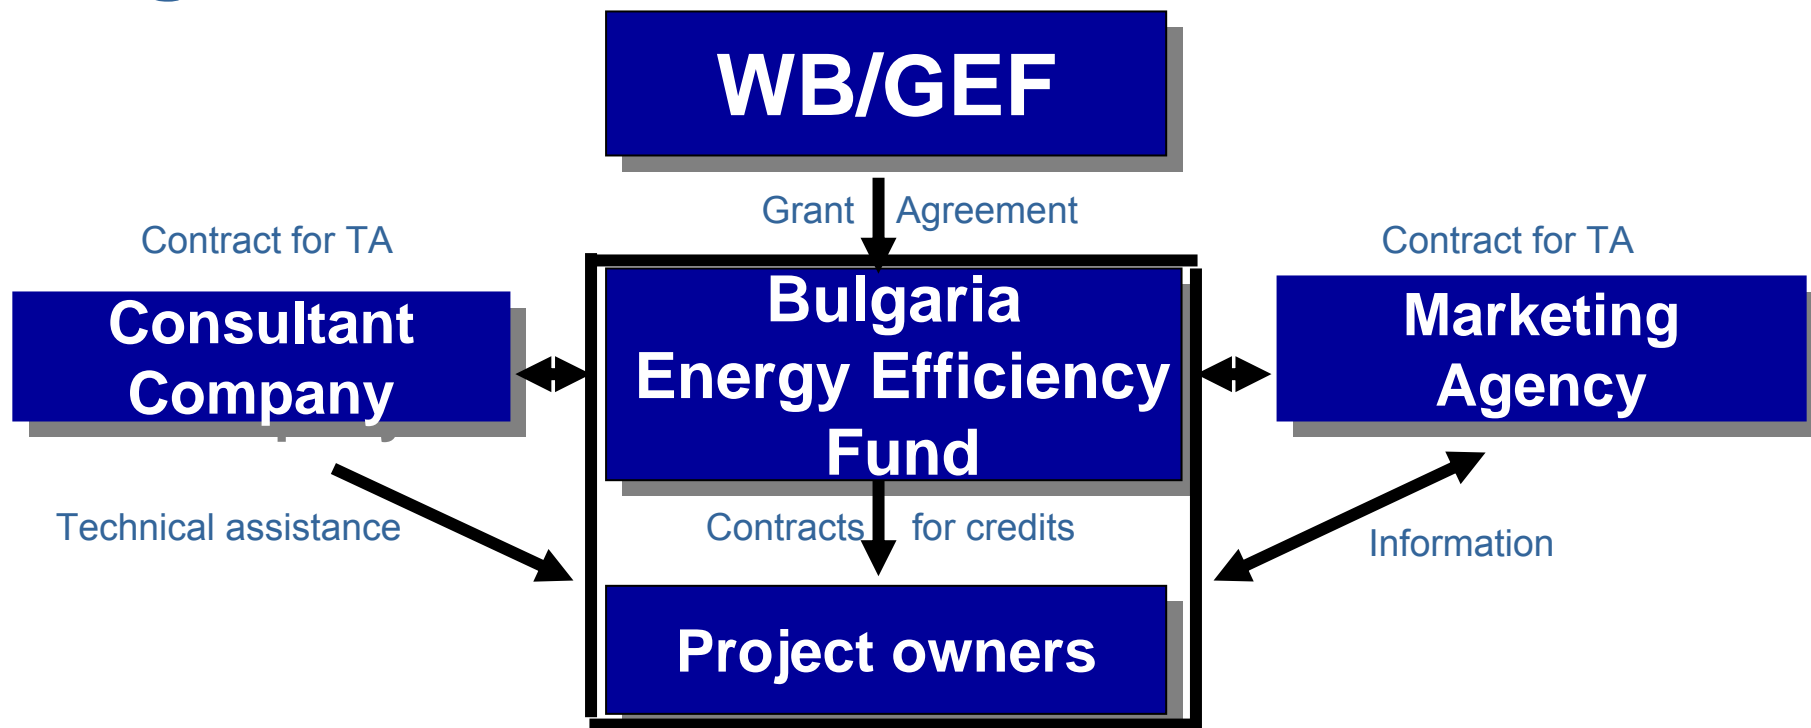 WB/GEF
Grant Agreement
Contract for TA
Contract for TA
Consultant
Company
Bulgaria
Energy Efficiency
Fund
Marketing
Agency
Technical assistance
Contracts for credits
Information
Project owners